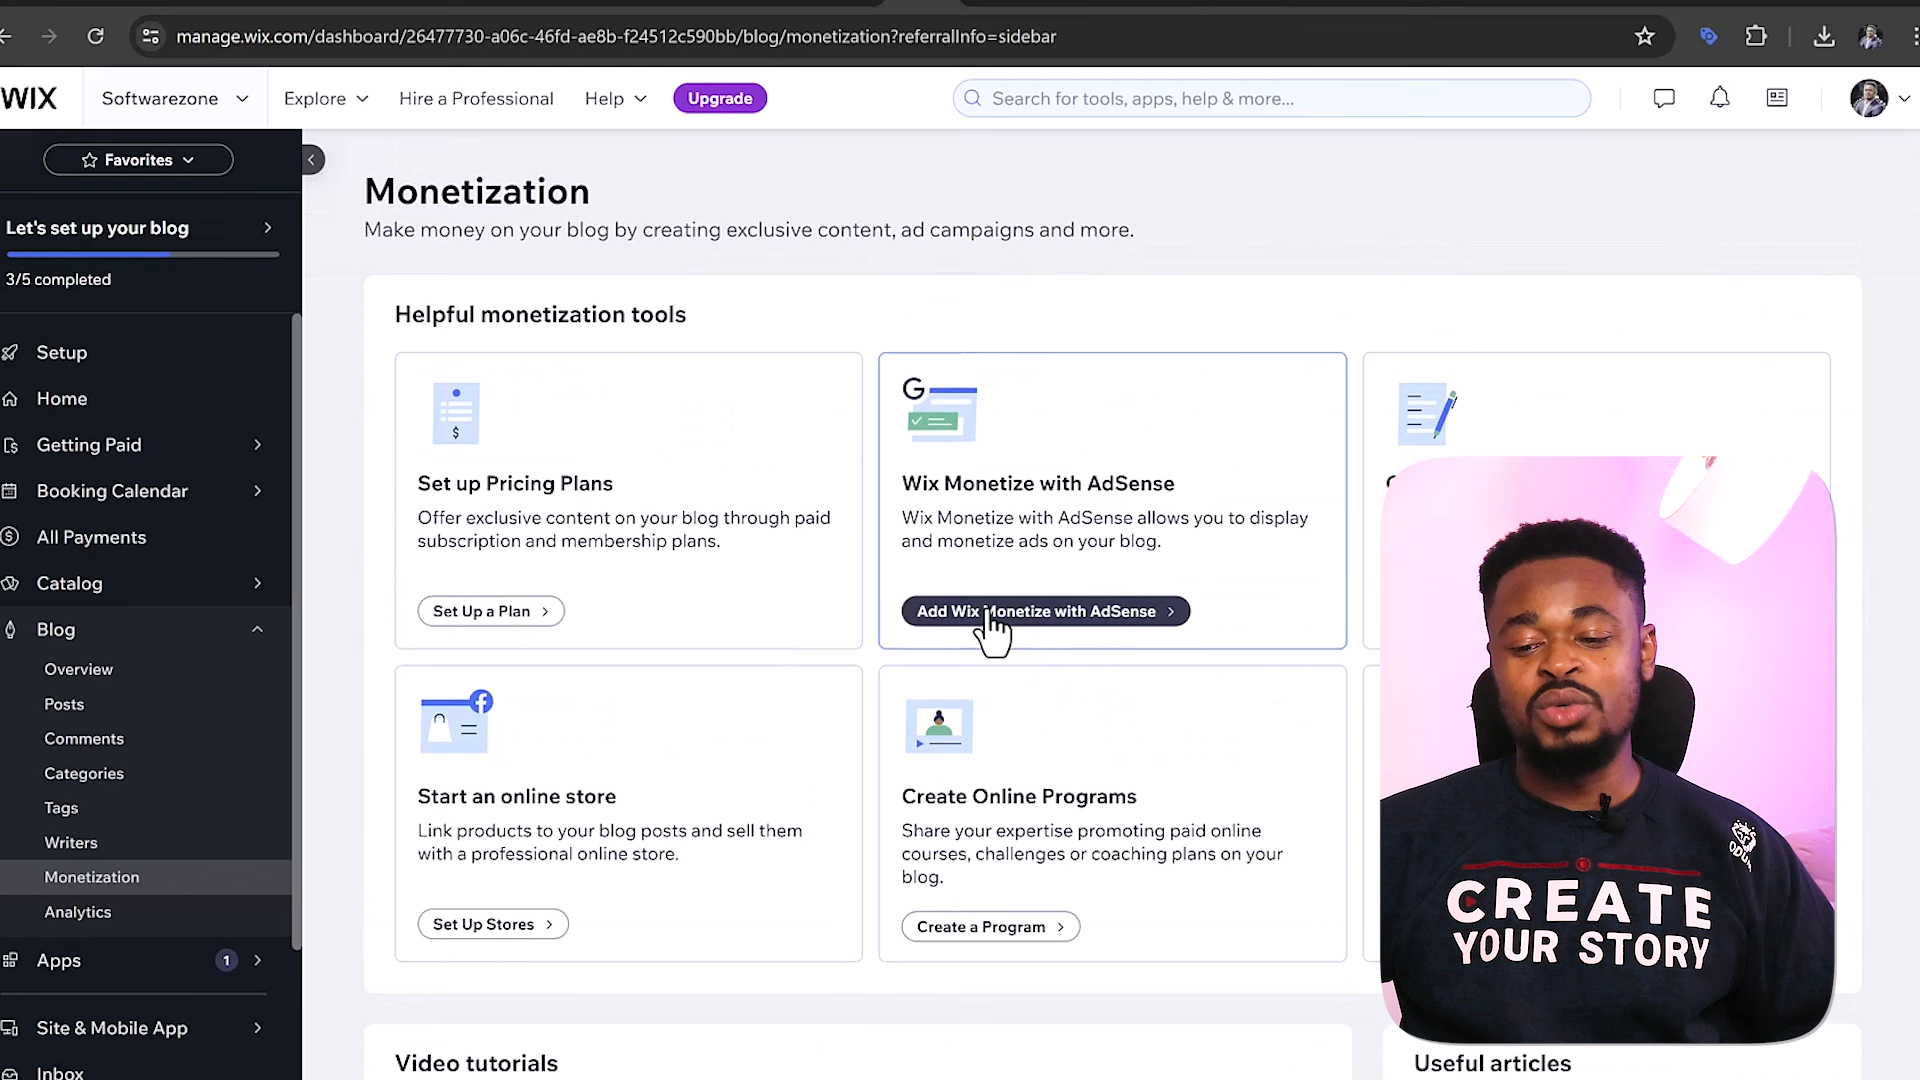 manage.wix.com/dashboard/26477730-a06c-46fd-ae8b-f24512c590bb/blog/monetization?referralInfo=sidebar
WIX
Softwarezone
Explore
Hire a Professional
Help
Upgrade
Search for tools, apps, help & more...
Favorites
Let's set up your blog
3/5 completed
Setup
Home
Getting Paid
Booking Calendar
All Payments
Catalog
Blog
Overview
Posts
Comments
Categories
Tags
Writers
Monetization
Analytics
Apps
1
Site & Mobile App
Inbox
Monetization
Make money on your blog by creating exclusive content, ad campaigns and more.
Helpful monetization tools
Set up Pricing Plans
Offer exclusive content on your blog through paid
subscription and membership plans.
Set Up a Plan
G
Wix Monetize with AdSense
Wix Monetize with AdSense allows you to display
and monetize ads on your blog.
Add Wix Monetize with AdSense
Start an online store
Link products to your blog posts and sell them
with a professional online store.
Set Up Stores
Create Online Programs
Share your expertise promoting paid online
courses, challenges or coaching plans on your
blog.
Create a Program
CREATE
YOUR STORY
Video tutorials
Useful articles